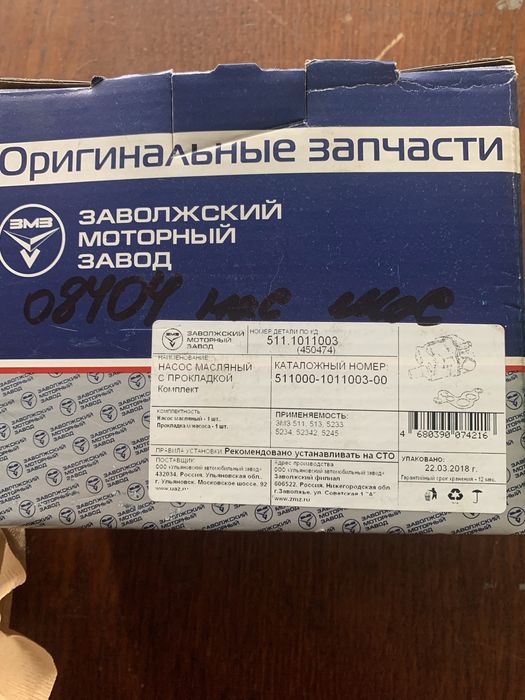 Оригинальные запчасти
ЗМЗ
ЗАВОЛЖСКИЙ
МОТОРНЫЙ
ЗАВОД
08404
ЗМЗ
ЗАВОЛЖСКИЙ
МОТОРНЫЙ
ЗАВОД
НОМЕР ДЕТАЛИ ПО КД
511.1011003
(450474)
НАИМЕНОВАНИЕ:
НАСОС МАСЛЯНЫЙ
С ПРОКЛАДКОЙ
Комплект
КАТАЛОЖНЫЙ НОМЕР:
511000-1011003-00
КОМПЛЕКТНОСТЬ
Насос масляный - 1 шт.
Прокладка насоса - 1 шт.
ПРИМЕНЯЕМОСТЬ:
ЗМЗ 511, 513, 5233
5234, 52342, 5245
4 680390 074216
ПРАВИЛА УСТАНОВКИ: Рекомендовано устанавливать на СТО
ПОСТАВЩИК:
ООО «Ульяновский автомобильный завод»
432034, Россия, Ульяновская обл.,
г. Ульяновск, Московское шоссе, 92
www.uaz.ru
Адрес производства
ООО «Ульяновский автомобильный завод»
Заволжский филиал
606522, Россия, Нижегородская обл.
г.Заволжье, ул. Советская 1 "А"
www.zmz.ru
УПАКОВАНО:
22.03.2018 г.
Гарантийный срок хранения - 12 мес.